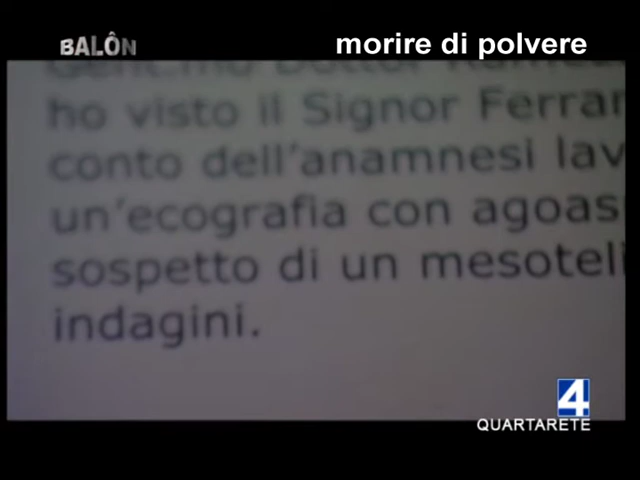 BALÔN
morire di polvere
ho visto il Signor
conto dell'anamnesi
un'ecografia con
sospetto di un
indagini.
4
QUARTARETE